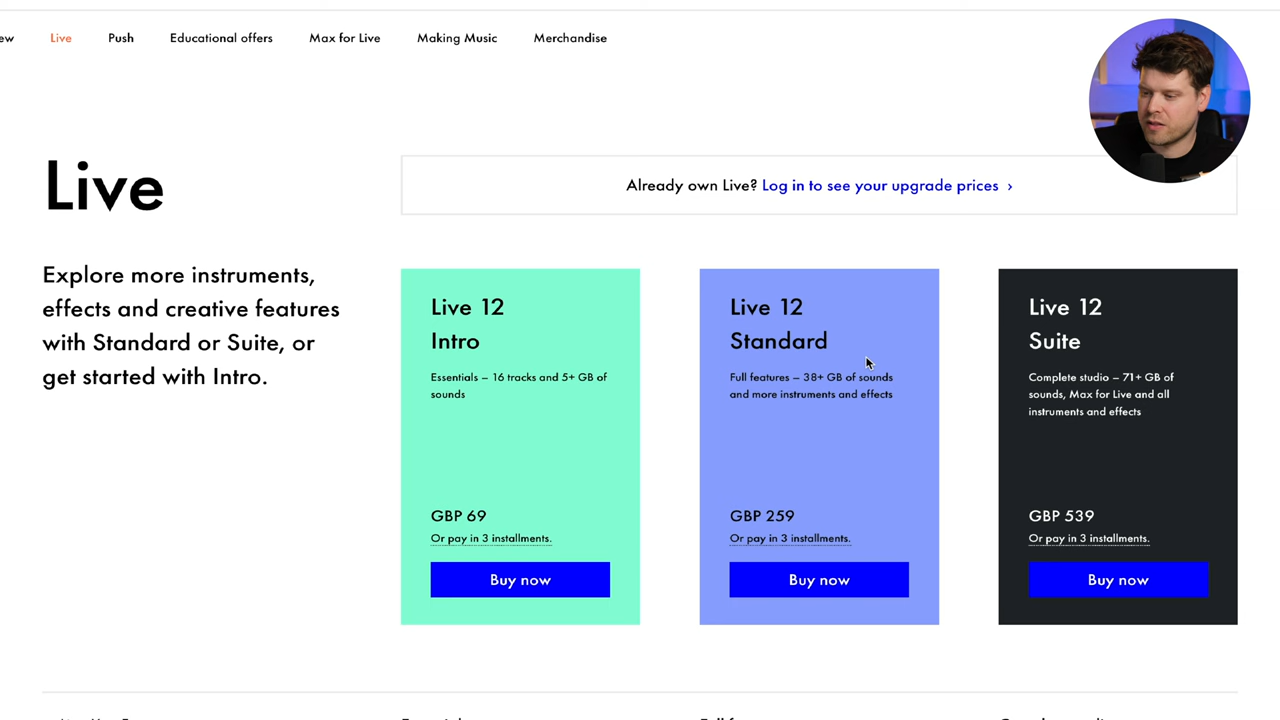 Live
Push
Educational offers
Max for Live
Making Music
Merchandise
Live
Already own Live? Log in to see your upgrade prices ›
Explore more instruments,
effects and creative features
with Standard or Suite, or
get started with Intro.
Live 12
Intro
Essentials – 16 tracks and 5+ GB of
sounds
GBP 69
Or pay in 3 installments.
Buy now
Live 12
Standard
Full features – 38+ GB of sounds
and more instruments and effects
GBP 259
Or pay in 3 installments.
Buy now
Live 12
Suite
Complete studio – 71+ GB of
sounds, Max for Live and all
instruments and effects
GBP 539
Or pay in 3 installments.
Buy now